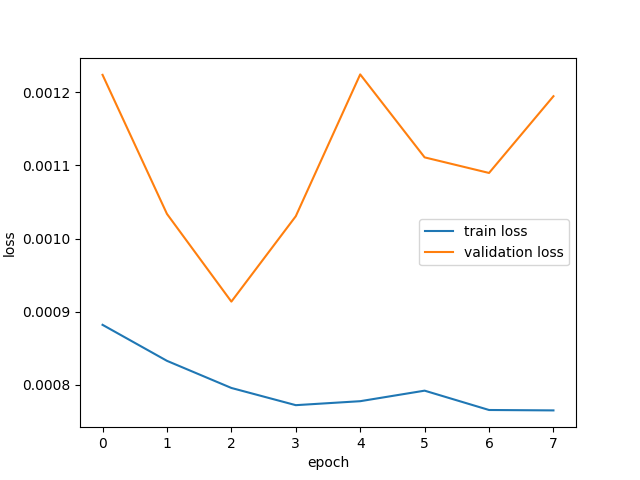 0.0012
0.0011
0.0010
0.0009
0.0008
loss
train loss
validation loss
0 1 2 3 4 5 6 7
epoch